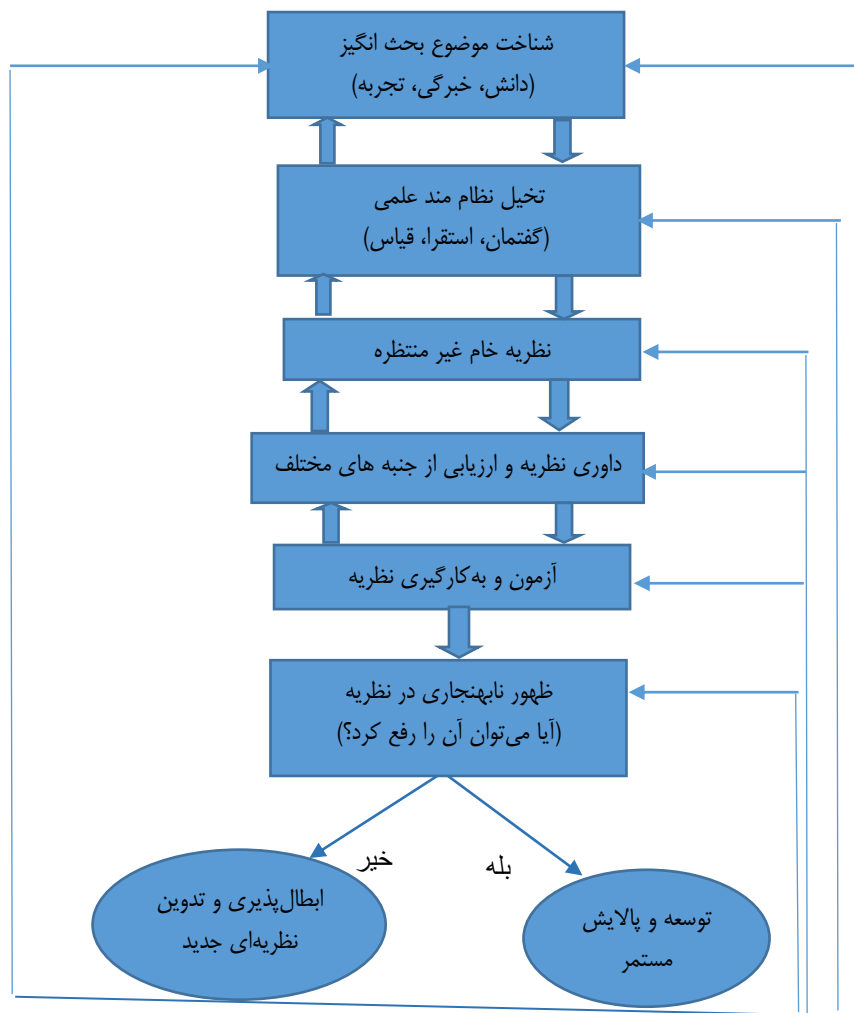 شناخت موضوع بحث انگیز
(دانش، خبرگی، تجربه)
تخیل نظام مند علمی
(گفتمان، استقرا، قیاس)
نظریه خام غیر منتظره
داوری نظریه و ارزیابی از جنبه های مختلف
آزمون و به‌کارگیری نظریه
ظهور نابهنجاری در نظریه
(آیا می‌توان آن را رفع کرد؟)
خیر
بله
ابطال‌پذیری و تدوین
نظریه‌ای جدید
توسعه و پالایش
مستمر